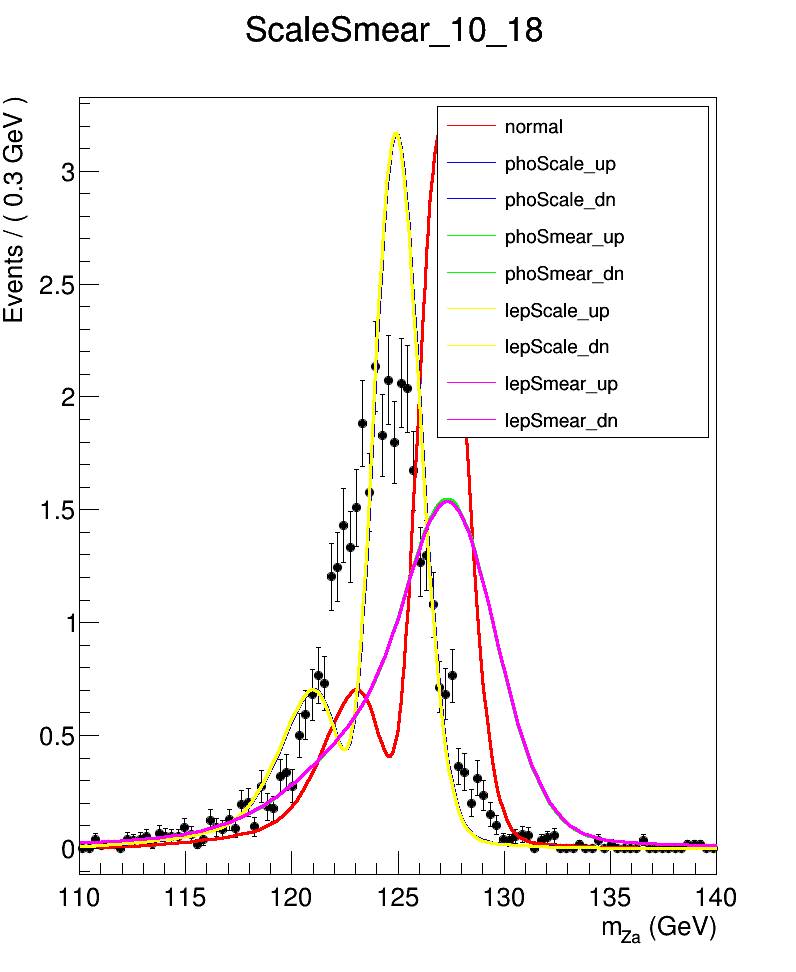 ScaleSmear_10_18
Events / ( 0.3 GeV )
3
2.5
2
1.5
1
0.5
0
normal
phoScale_up
phoScale_dn
phoSmear_up
phoSmear_dn
lepScale_up
lepScale_dn
lepSmear_up
lepSmear_dn
110 115 120 125 130 135 140
m_Za (GeV)